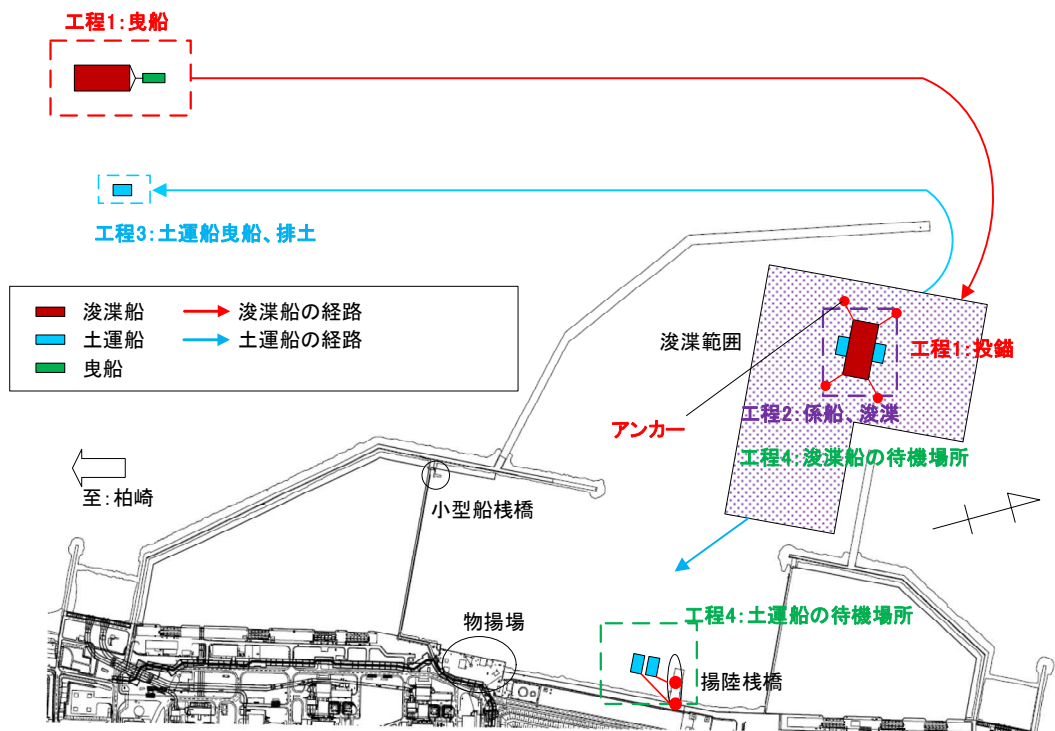 工程1:曳船
工程3:土運船曳船、排土
浚渫船
浚渫船の経路
土運船
土運船の経路
曳船
浚渫範囲
工程1:投錨
アンカー
工程2:係船、浚渫
工程4:浚渫船の待機場所
至:柏崎
小型船桟橋
物揚場
工程4:土運船の待機場所
揚陸桟橋